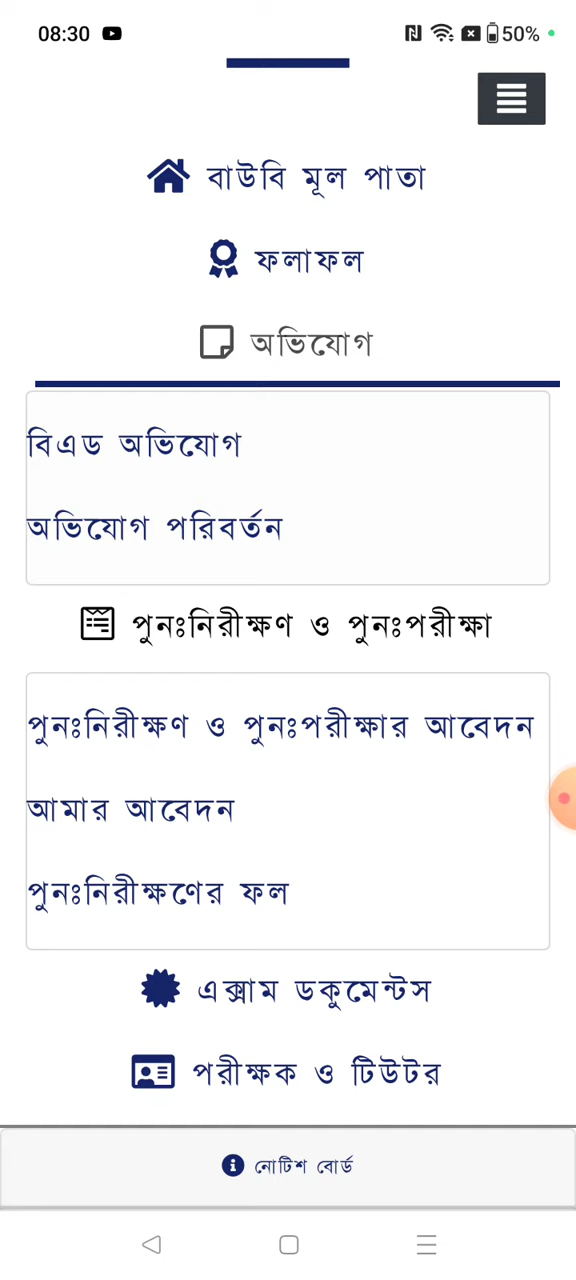 08:30 50%
বাউবি মূল পাতা
ফলাফল
অভিযোগ
বিএড অভিযোগ
অভিযোগ পরিবর্তন
পুনঃনিরীক্ষণ ও পুনঃপরীক্ষা
পুনঃনিরীক্ষণ ও পুনঃপরীক্ষার আবেদন
আমার আবেদন
পুনঃনিরীক্ষণের ফল
এক্সাম ডকুমেন্টস
পরীক্ষক ও টিউটর
নোটিশ বোর্ড